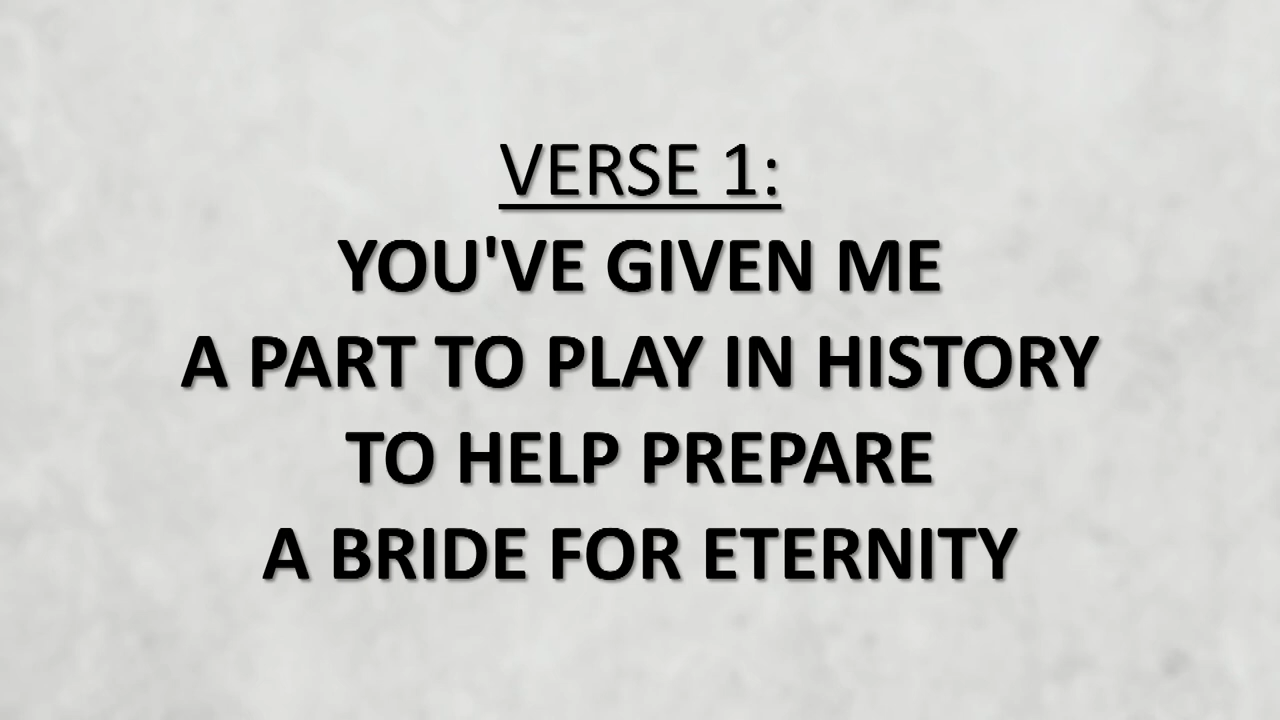 VERSE 1:
YOU'VE GIVEN ME
A PART TO PLAY IN HISTORY
TO HELP PREPARE
A BRIDE FOR ETERNITY